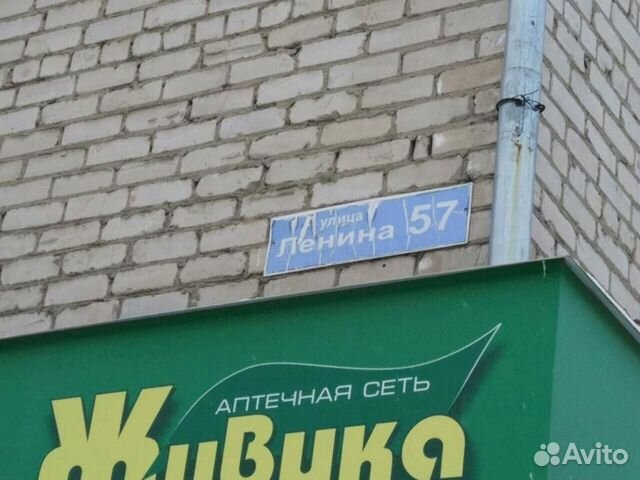 улица
Ленина 57
АПТЕЧНАЯ СЕТЬ
Живика
Avito